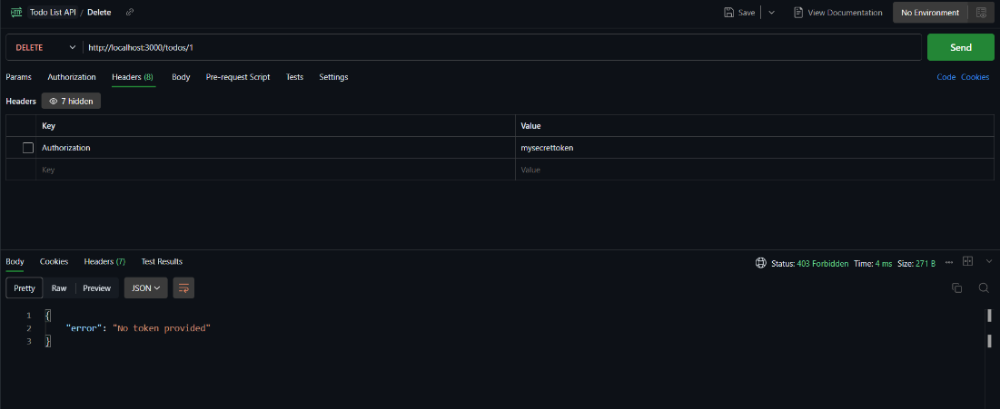 HTTP Todo List API / Delete Save View Documentation No Environment
DELETE http://localhost:3000/todos/1 Send
Params Authorization Headers (8) Body Pre-request Script Tests Settings Code Cookies
Headers 7 hidden
Key Value
Authorization mysecrettoken
Key Value
Body Cookies Headers (7) Test Results Status: 403 Forbidden Time: 4 ms Size: 271 B
Pretty Raw Preview JSON
1 {
2 "error": "No token provided"
3 }